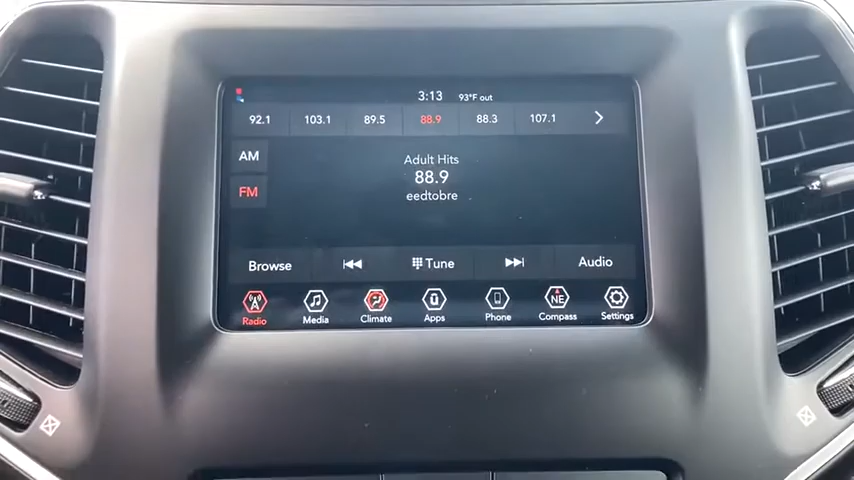 3:13 93°F out
92.1 103.1 89.5 88.9 88.3 107.1
AM
FM
Adult Hits
88.9
eedtobre
Browse Tune Audio
NE
Radio Media Climate Apps Phone Compass Settings